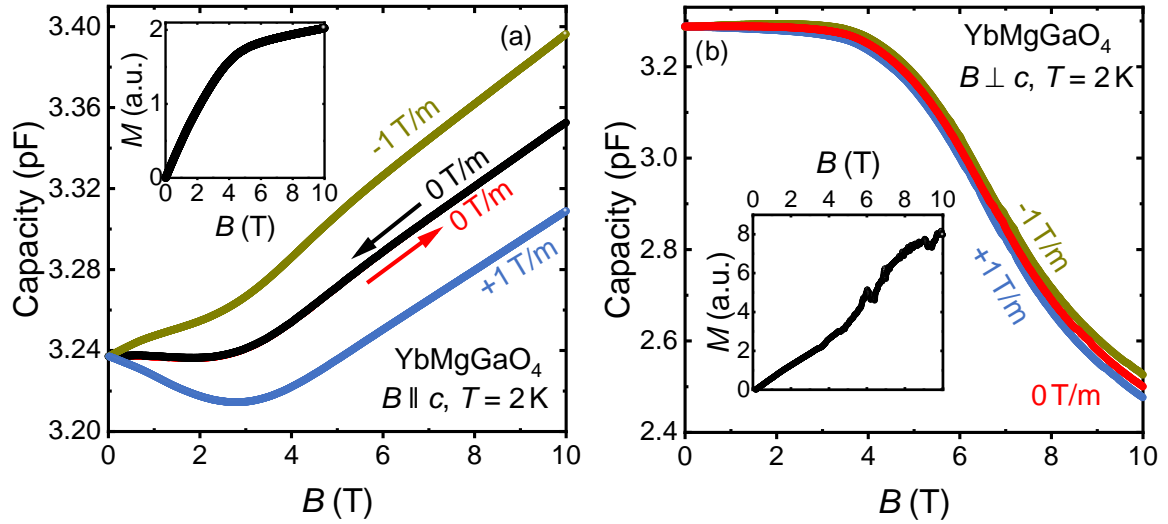 (a)
Capacity (pF)
3.40
3.36
3.32
3.28
3.24
3.20
0 2 4 6 8 10
B (T)
M (a.u.)
2
1
0
0 2 4 6 8 10
B (T)
-1 T/m
0 T/m
0 T/m
+1 T/m
YbMgGaO4
B ∥ c, T = 2 K
(b)
YbMgGaO4
B ⊥ c, T = 2 K
3.2
3.0
2.8
2.6
2.4
0 2 4 6 8 10
B (T)
Capacity (pF)
B (T)
0 2 4 6 8 10
M (a.u.)
8
6
4
2
0
-1 T/m
+1 T/m
0 T/m